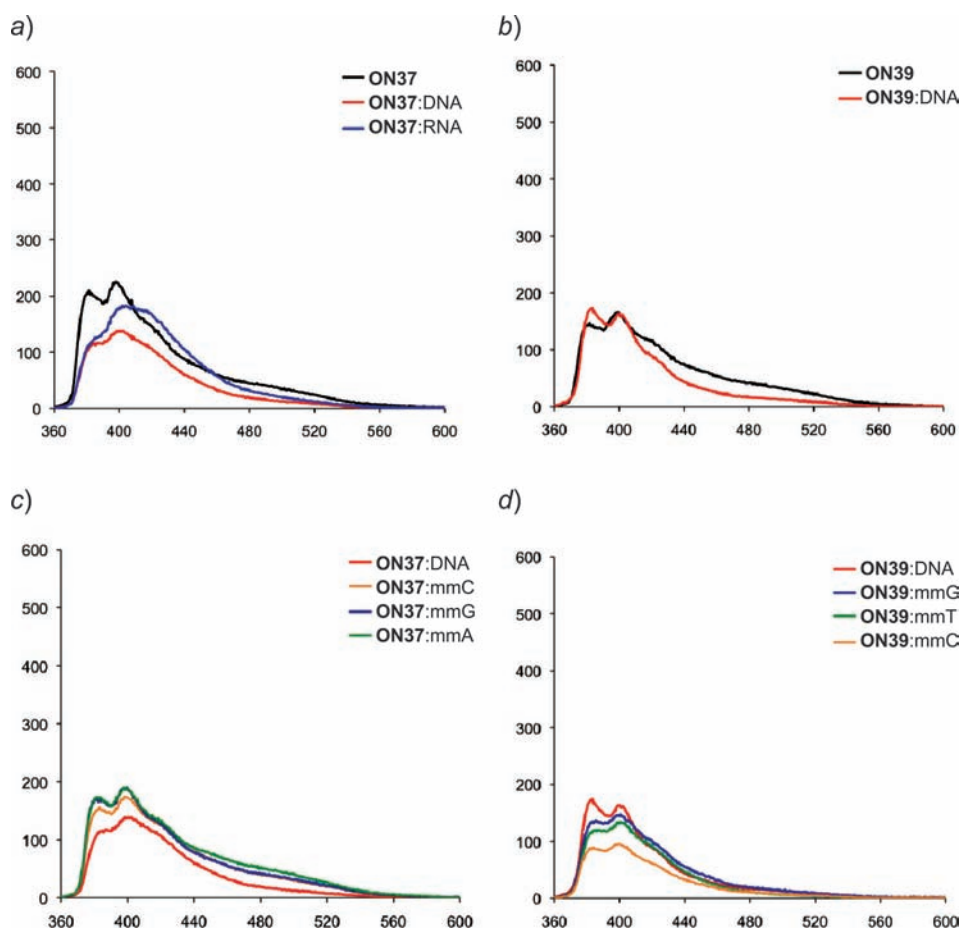 a)
600
500
400
300
200
100
0
360 400 440 480 520 560 600
ON37
ON37:DNA
ON37:RNA
b)
600
500
400
300
200
100
0
360 400 440 480 520 560 600
ON39
ON39:DNA
c)
600
500
400
300
200
100
0
360 400 440 480 520 560 600
ON37:DNA
ON37:mmC
ON37:mmG
ON37:mmA
d)
600
500
400
300
200
100
0
360 400 440 480 520 560 600
ON39:DNA
ON39:mmG
ON39:mmT
ON39:mmC